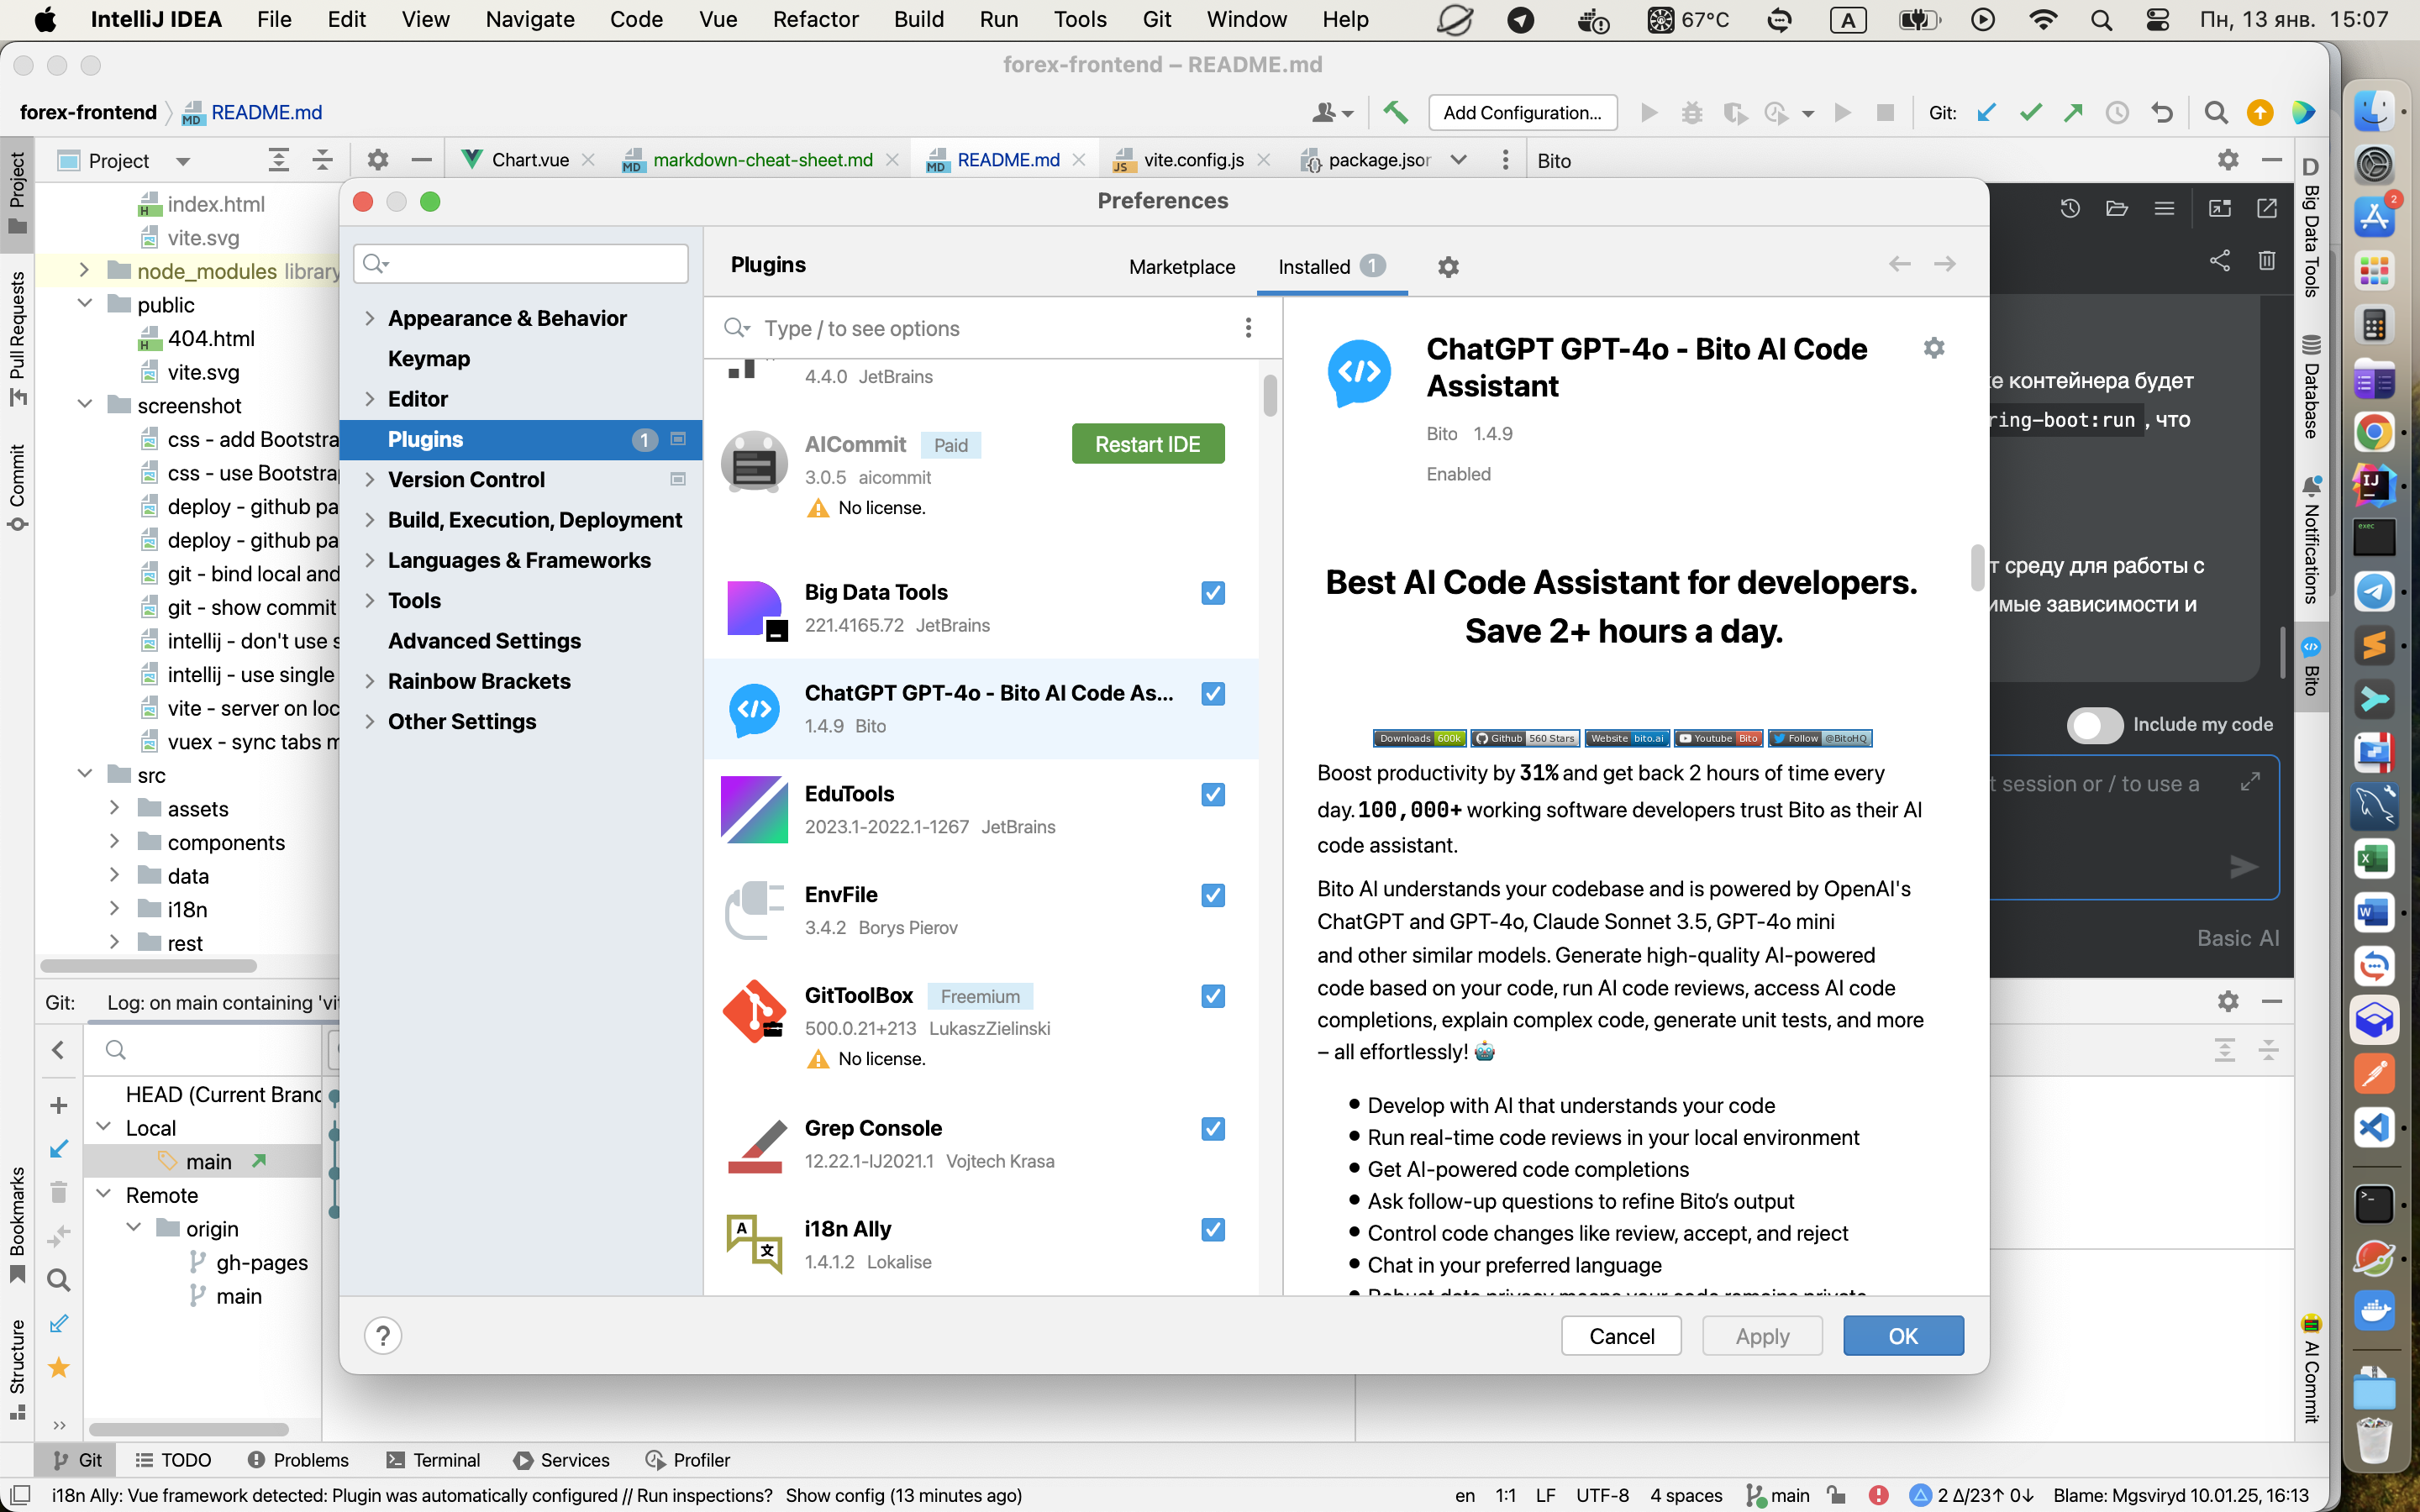 IntelliJ IDEA File Edit View Navigate Code Vue Refactor Build Run Tools Git Window Help 67°C A Пн, 13 янв. 15:07
forex-frontend – README.md
forex-frontend README.md Add Configuration... Git:
Project Chart.vue markdown-cheat-sheet.md README.md vite.config.js package.jsor Bito
Project
Pull Requests
Commit
Bookmarks
Structure
index.html
vite.svg
node_modules library
public
404.html
vite.svg
screenshot
css - add Bootstra
css - use Bootstra
deploy - github pa
deploy - github pa
git - bind local and
git - show commit
intellij - don't use s
intellij - use single
vite - server on loc
vuex - sync tabs m
src
assets
components
data
i18n
rest
Git: Log: on main containing 'vit
HEAD (Current Branc
Local
main
Remote
origin
gh-pages
main
Preferences
Appearance & Behavior
Keymap
Editor
Plugins 1
Version Control
Build, Execution, Deployment
Languages & Frameworks
Tools
Advanced Settings
Rainbow Brackets
Other Settings
Plugins Marketplace Installed 1
Type / to see options
4.4.0 JetBrains
AICommit Paid Restart IDE
3.0.5 aicommit
No license.
Big Data Tools
221.4165.72 JetBrains
ChatGPT GPT-4o - Bito AI Code As...
1.4.9 Bito
EduTools
2023.1-2022.1-1267 JetBrains
EnvFile
3.4.2 Borys Pierov
GitToolBox Freemium
500.0.21+213 LukaszZielinski
No license.
Grep Console
12.22.1-IJ2021.1 Vojtech Krasa
i18n Ally
1.4.1.2 Lokalise
ChatGPT GPT-4o - Bito AI Code
Assistant
Bito 1.4.9
Enabled
Best AI Code Assistant for developers.
Save 2+ hours a day.
Downloads 600k Github 560 Stars Website bito.ai Youtube Bito Follow @BitoHQ
Boost productivity by 31% and get back 2 hours of time every
day. 100,000+ working software developers trust Bito as their AI
code assistant.
Bito AI understands your codebase and is powered by OpenAI's
ChatGPT and GPT-4o, Claude Sonnet 3.5, GPT-4o mini
and other similar models. Generate high-quality AI-powered
code based on your code, run AI code reviews, access AI code
completions, explain complex code, generate unit tests, and more
– all effortlessly!
Develop with AI that understands your code
Run real-time code reviews in your local environment
Get AI-powered code completions
Ask follow-up questions to refine Bito's output
Control code changes like review, accept, and reject
Chat in your preferred language
Robust data privacy means your code remains private
? Cancel Apply OK
же контейнера будет
ring-boot:run , что
т среду для работы с
имые зависимости и
Include my code
t session or / to use a
Basic AI
D
Big Data Tools
Database
Notifications
Bito
AI Commit
2
IJ
exec
Git TODO Problems Terminal Services Profiler
i18n Ally: Vue framework detected: Plugin was automatically configured // Run inspections? Show config (13 minutes ago) en 1:1 LF UTF-8 4 spaces main 2 Δ/23↑ 0↓ Blame: Mgsviryd 10.01.25, 16:13